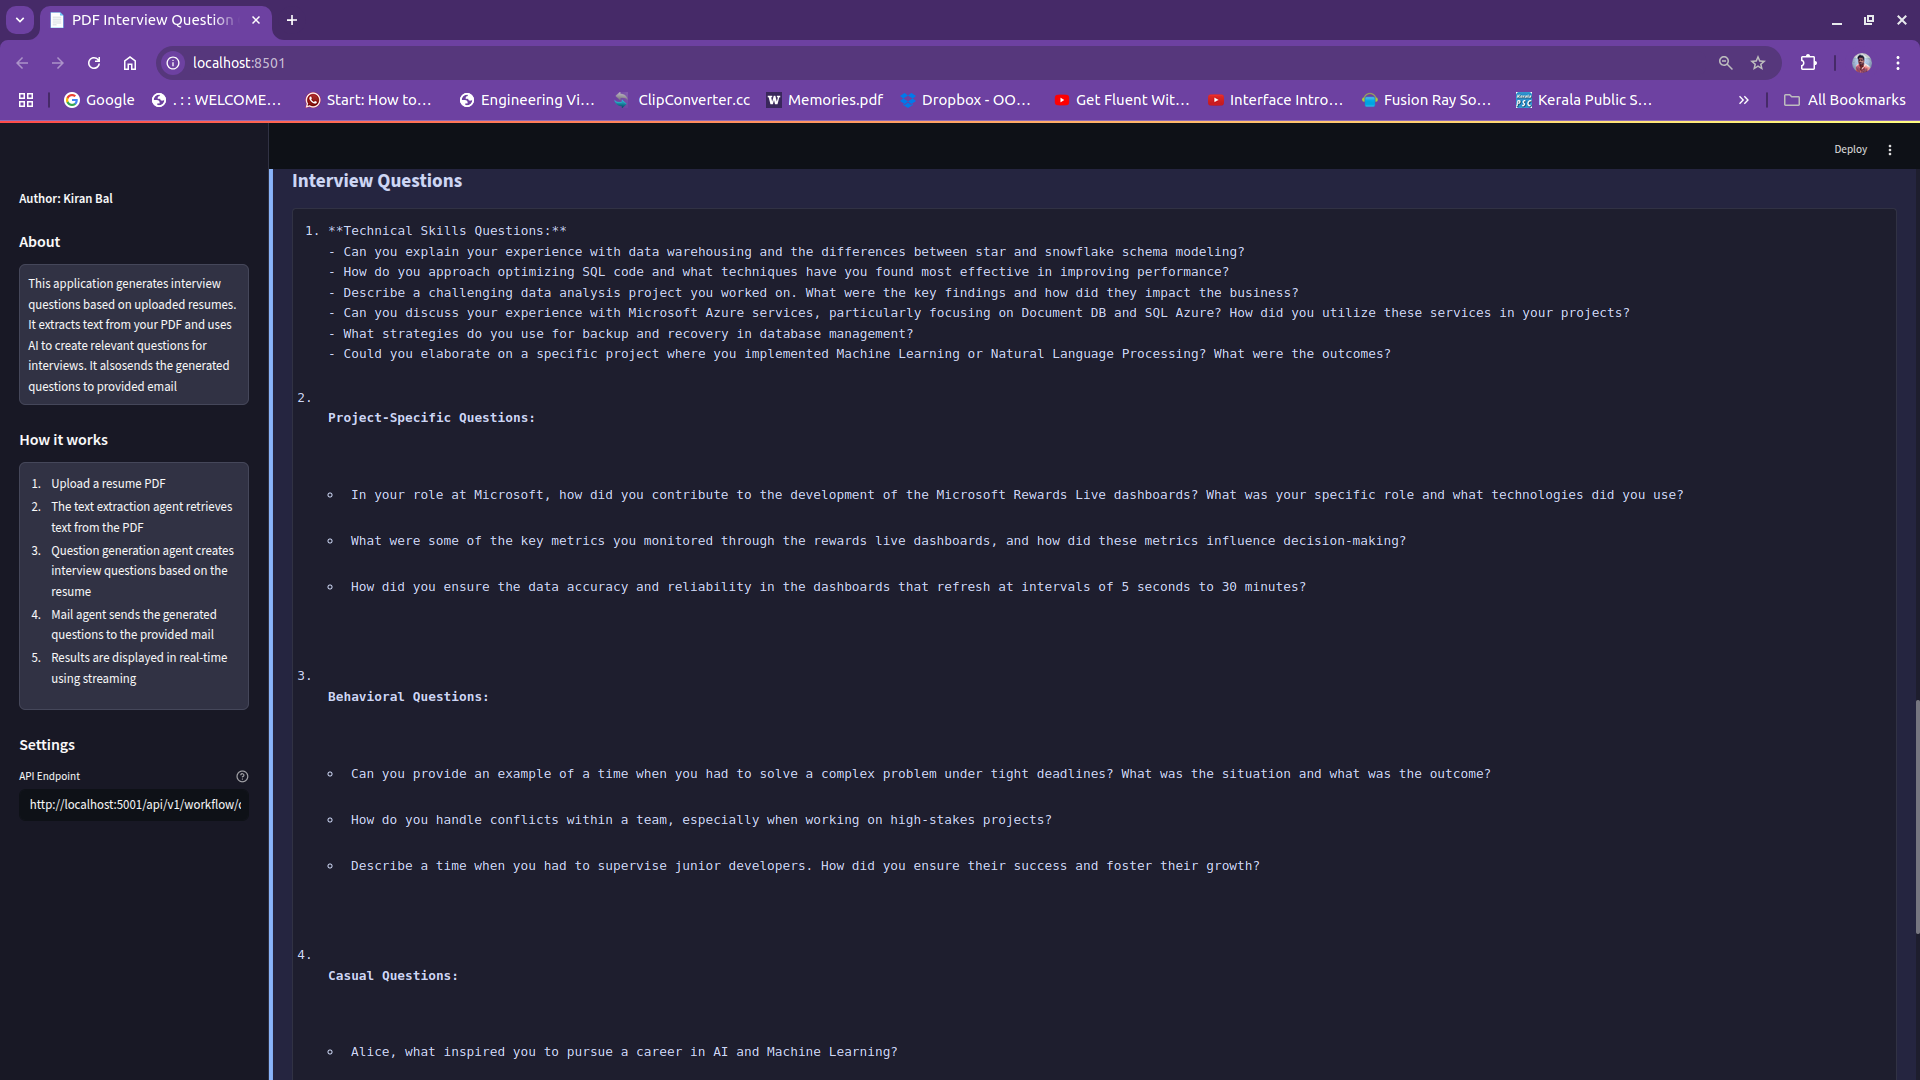 PDF Interview Question
localhost:8501
Google
. : : WELCOME...
Start: How to...
Engineering Vi...
ClipConverter.cc
W Memories.pdf
Dropbox - OO...
Get Fluent Wit...
Interface Intro...
Fusion Ray So...
Kerala Public S...
All Bookmarks
Deploy
Author: Kiran Bal
About
This application generates interview
questions based on uploaded resumes.
It extracts text from your PDF and uses
AI to create relevant questions for
interviews. It alsosends the generated
questions to provided email
How it works
1. Upload a resume PDF
2. The text extraction agent retrieves
text from the PDF
3. Question generation agent creates
interview questions based on the
resume
4. Mail agent sends the generated
questions to the provided mail
5. Results are displayed in real-time
using streaming
Settings
API Endpoint
http://localhost:5001/api/v1/workflow/
Interview Questions
1. **Technical Skills Questions:**
- Can you explain your experience with data warehousing and the differences between star and snowflake schema modeling?
- How do you approach optimizing SQL code and what techniques have you found most effective in improving performance?
- Describe a challenging data analysis project you worked on. What were the key findings and how did they impact the business?
- Can you discuss your experience with Microsoft Azure services, particularly focusing on Document DB and SQL Azure? How did you utilize these services in your projects?
- What strategies do you use for backup and recovery in database management?
- Could you elaborate on a specific project where you implemented Machine Learning or Natural Language Processing? What were the outcomes?
2.
Project-Specific Questions:
◦ In your role at Microsoft, how did you contribute to the development of the Microsoft Rewards Live dashboards? What was your specific role and what technologies did you use?
◦ What were some of the key metrics you monitored through the rewards live dashboards, and how did these metrics influence decision-making?
◦ How did you ensure the data accuracy and reliability in the dashboards that refresh at intervals of 5 seconds to 30 minutes?
3.
Behavioral Questions:
◦ Can you provide an example of a time when you had to solve a complex problem under tight deadlines? What was the situation and what was the outcome?
◦ How do you handle conflicts within a team, especially when working on high-stakes projects?
◦ Describe a time when you had to supervise junior developers. How did you ensure their success and foster their growth?
4.
Casual Questions:
◦ Alice, what inspired you to pursue a career in AI and Machine Learning?